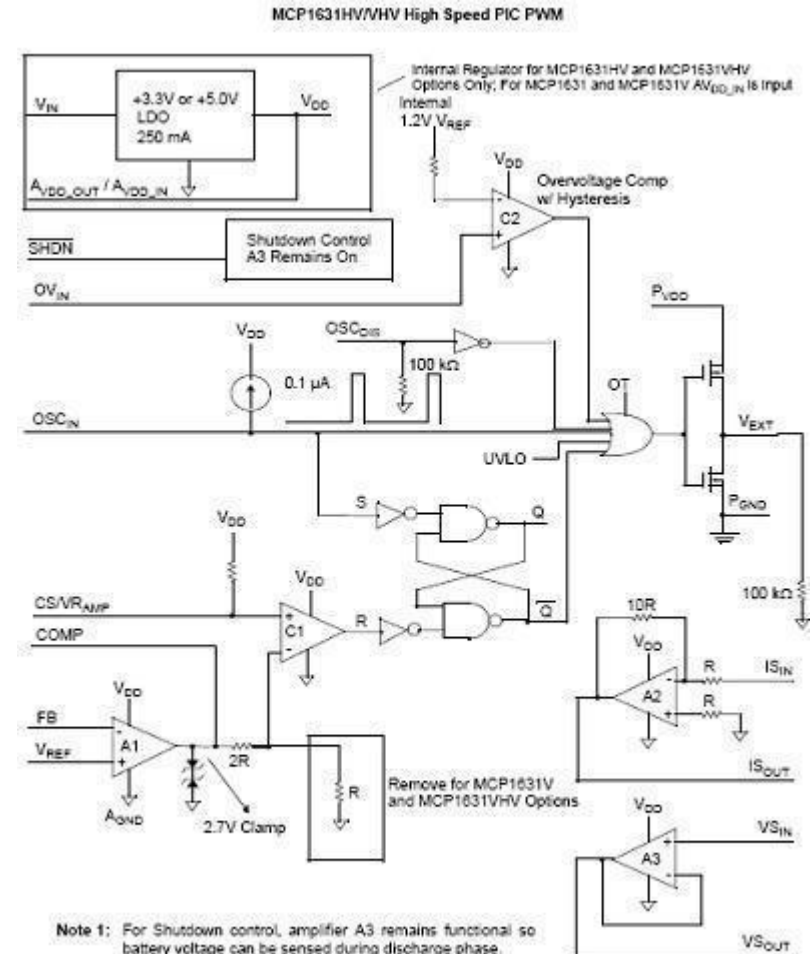 MCP1631HV/VHV High Speed PIC PWM
Internal Regulator for MCP1631HV and MCP1631VHV
Options Only; For MCP1631 and MCP1631V AVDD_IN is Input
VIN
+3.3V or +5.0V
LDO
250 mA
VDD
AVDD_OUT / AVDD_IN
Internal
1.2V VREF
VDD
Overvoltage Comp
w/ Hysteresis
-
C2
+
SHDN
Shutdown Control
A3 Remains On
OVIN
PVDD
VDD
OSCDIS
100 kΩ
0.1 µA
OT
OSCIN
VEXT
UVLO
S
Q
PGND
VDD
VDD
CS/VRAMP
+
C1
-
R
Q
100 kΩ
COMP
10R
VDD
R
ISIN
-
A2
+
R
VDD
FB
-
A1
VREF
+
2R
R
Remove for MCP1631V
and MCP1631VHV Options
ISOUT
AGND
2.7V Clamp
VDD
VSIN
+
A3
-
Note 1: For Shutdown control, amplifier A3 remains functional so
battery voltage can be sensed during discharge phase.
VSOUT